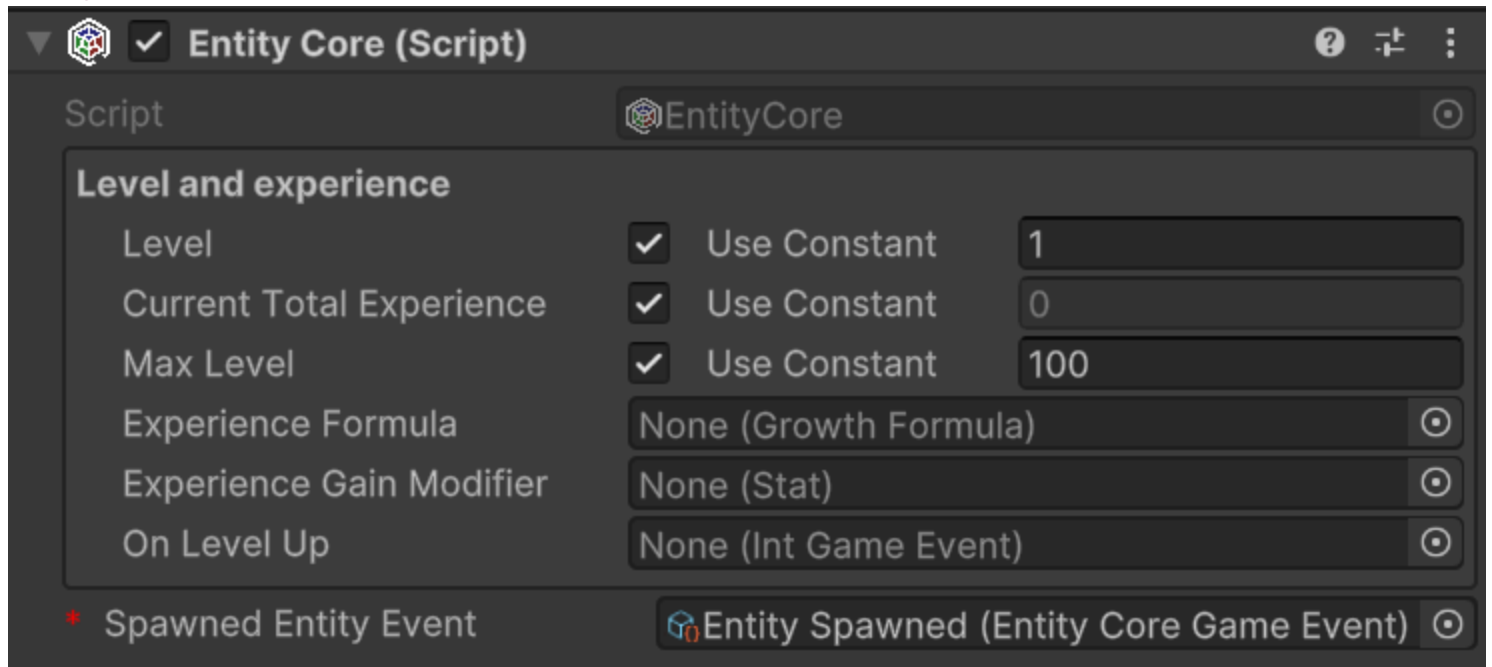 Entity Core (Script)
Script EntityCore
Level and experience
Level Use Constant 1
Current Total Experience Use Constant 0
Max Level Use Constant 100
Experience Formula None (Growth Formula)
Experience Gain Modifier None (Stat)
On Level Up None (Int Game Event)
* Spawned Entity Event Entity Spawned (Entity Core Game Event)